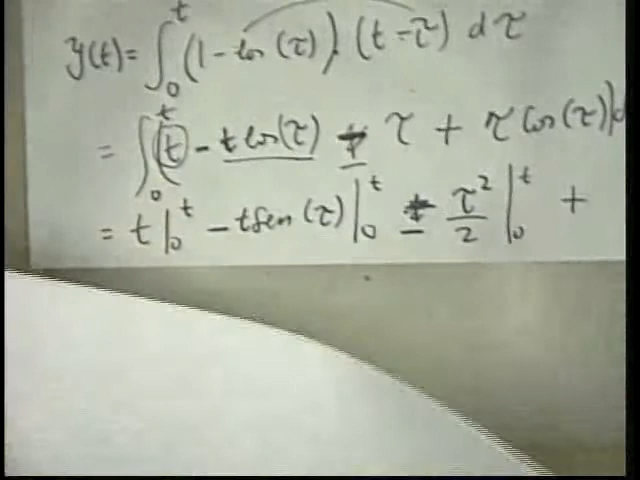 y(t) = ∫₀ᵗ (1 - cos(τ)) · (t - τ) dτ
= ∫₀ᵗ (t - t cos(τ) - τ + τ cos(τ)) d
= t |₀ᵗ - t sen(τ) |₀ᵗ - τ²/2 |₀ᵗ +